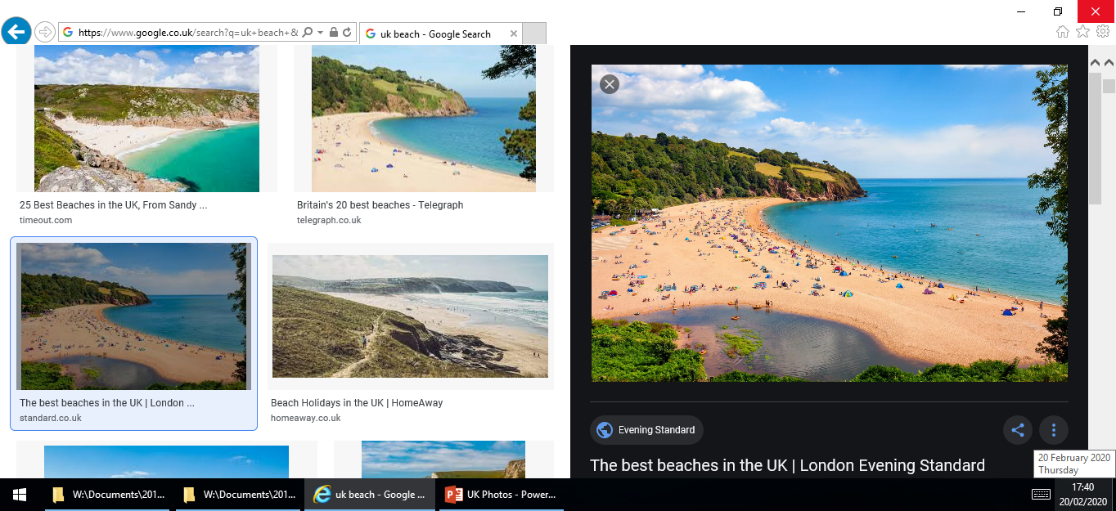 https://www.google.co.uk/search?q=uk+beach+&
uk beach - Google Search
25 Best Beaches in the UK, From Sandy ...
timeout.com
Britain's 20 best beaches - Telegraph
telegraph.co.uk
The best beaches in the UK | London ...
standard.co.uk
Beach Holidays in the UK | HomeAway
homeaway.co.uk
Evening Standard
The best beaches in the UK | London Evening Standard
20 February 2020
Thursday
W:\Documents\201...
W:\Documents\201...
uk beach - Google ...
UK Photos - Power...
17:40
20/02/2020